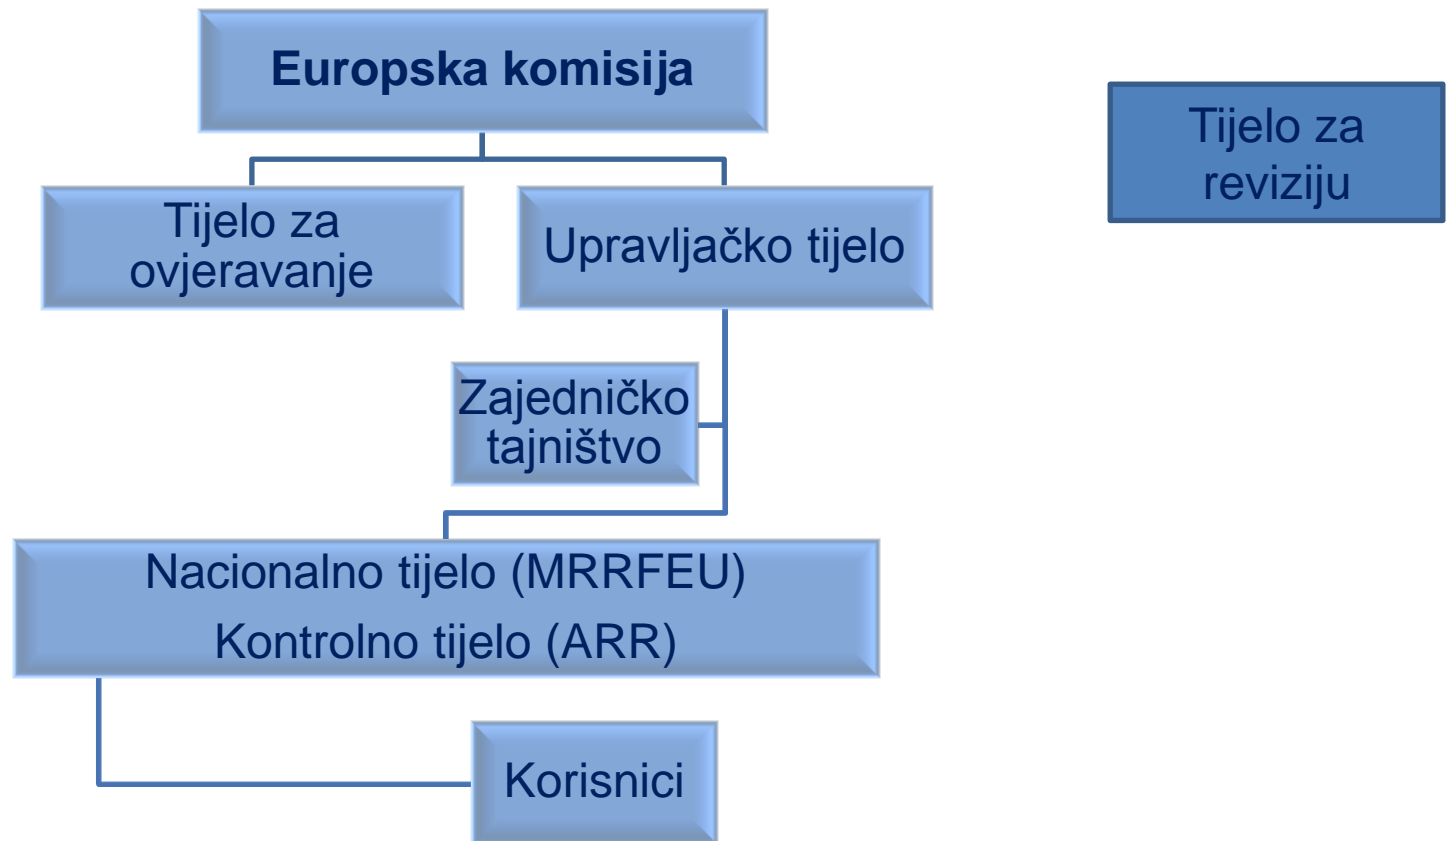 Europska komisija
Tijelo za
reviziju
Tijelo za
ovjeravanje
Upravljačko tijelo
Zajedničko
tajništvo
Nacionalno tijelo (MRRFEU)
Kontrolno tijelo (ARR)
Korisnici